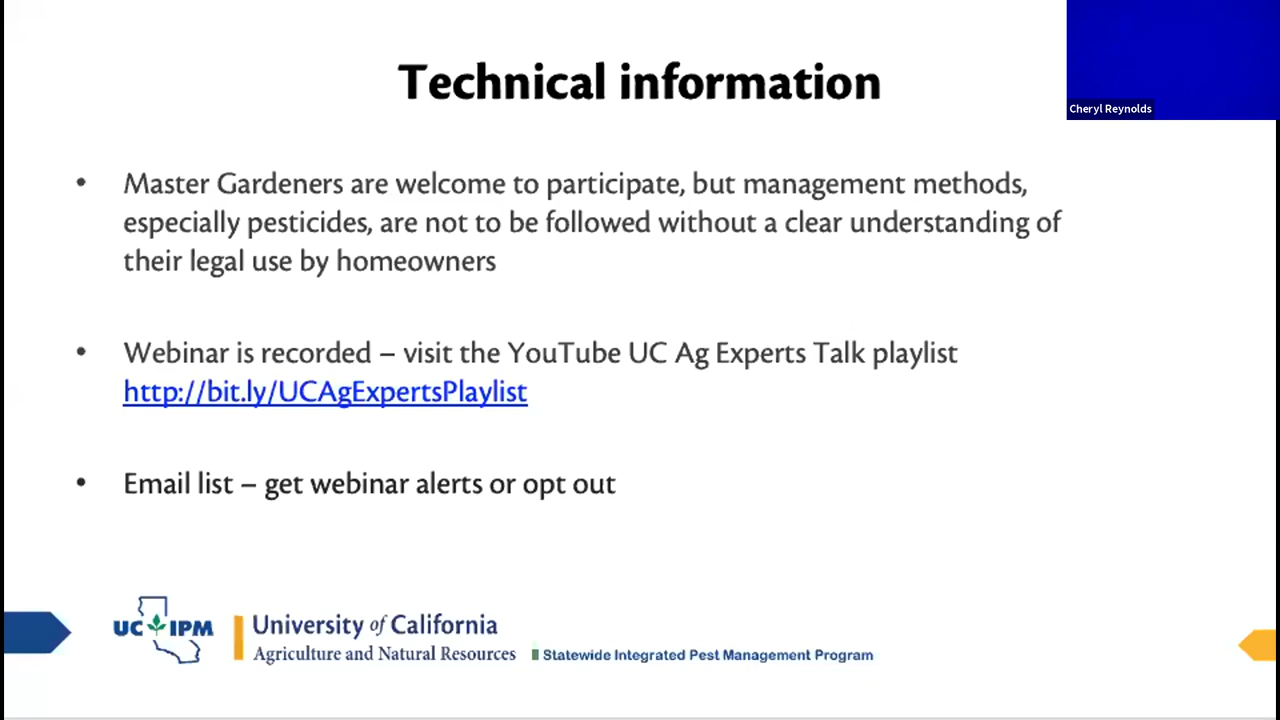 Technical information
Cheryl Reynolds
• Master Gardeners are welcome to participate, but management methods,
especially pesticides, are not to be followed without a clear understanding of
their legal use by homeowners
• Webinar is recorded – visit the YouTube UC Ag Experts Talk playlist
http://bit.ly/UCAgExpertsPlaylist
• Email list – get webinar alerts or opt out
UC IPM
University of California
Agriculture and Natural Resources
Statewide Integrated Pest Management Program